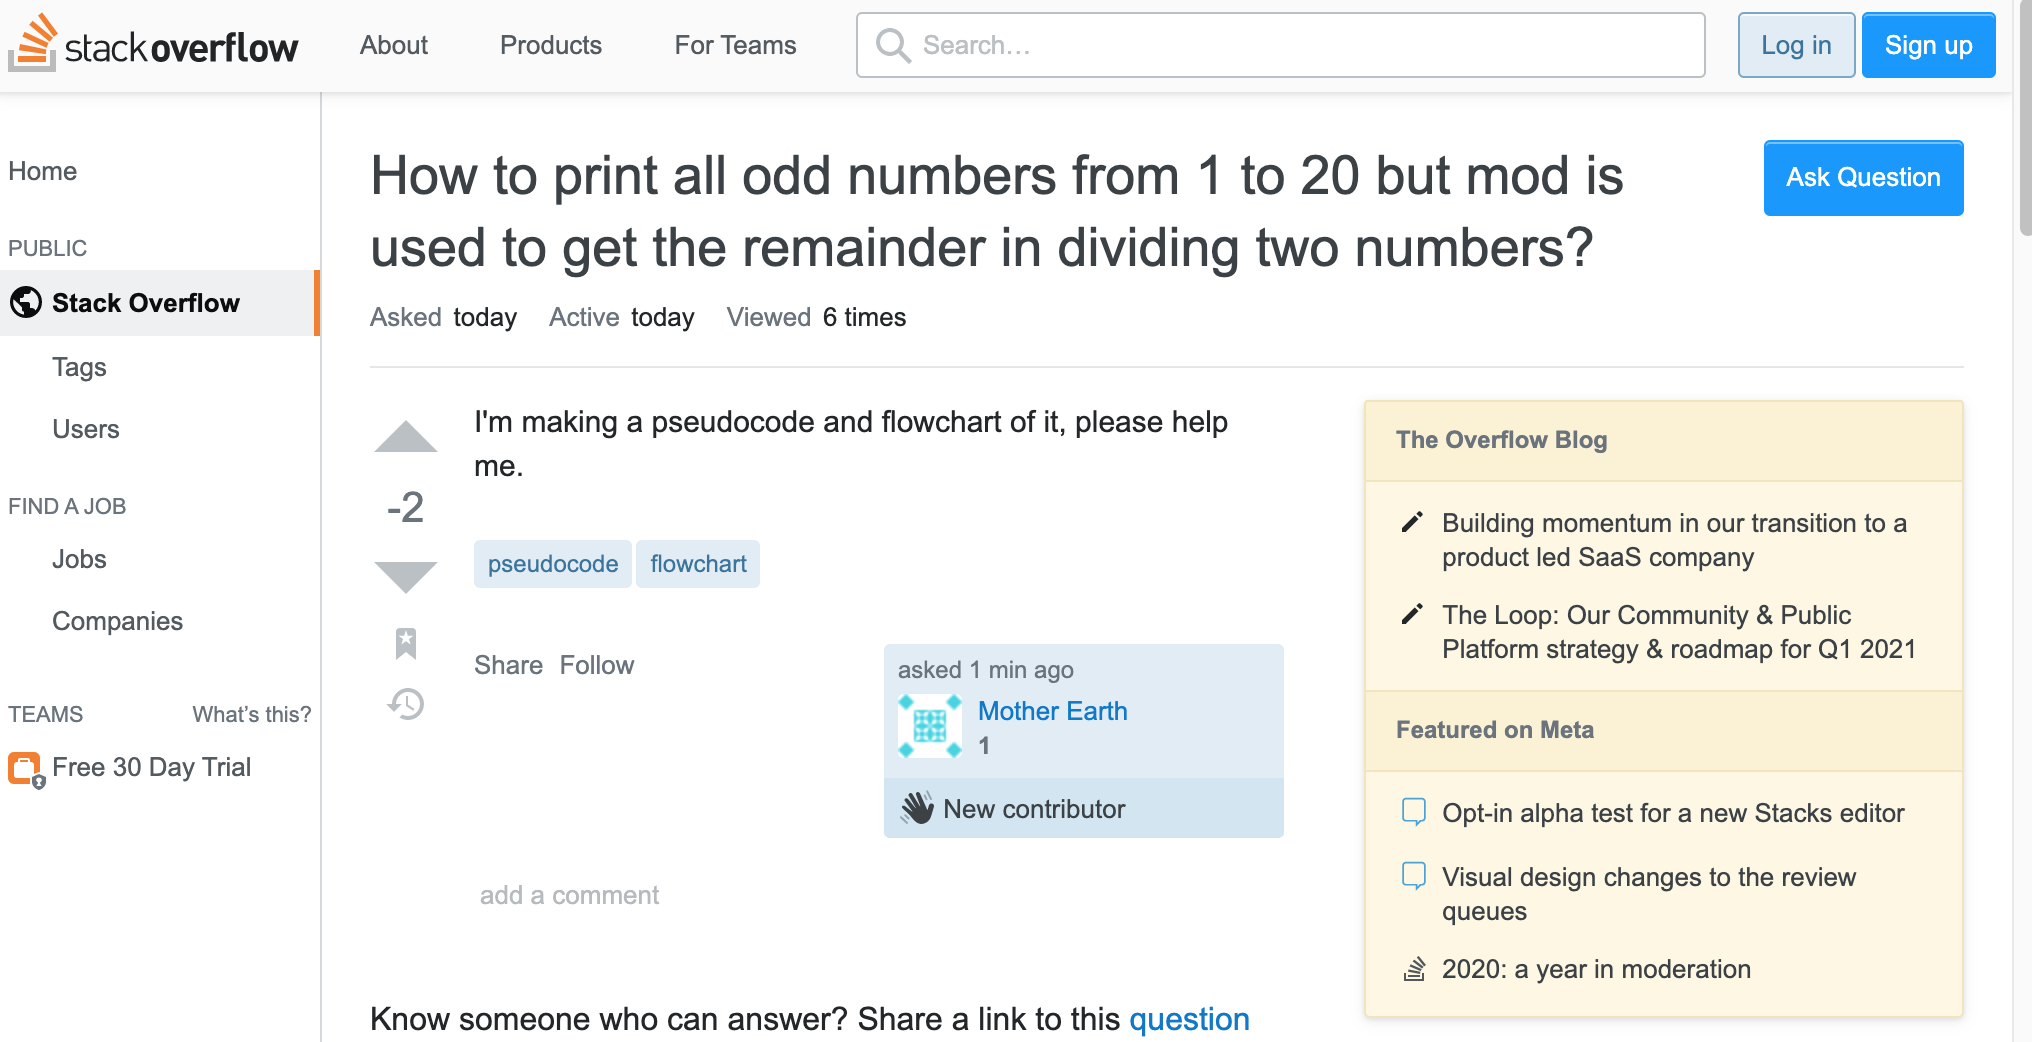 stackoverflow
About
Products
For Teams
Search…
Log in
Sign up
Home
PUBLIC
Stack Overflow
Tags
Users
FIND A JOB
Jobs
Companies
TEAMS
What’s this?
Free 30 Day Trial
How to print all odd numbers from 1 to 20 but mod is
used to get the remainder in dividing two numbers?
Ask Question
Asked today Active today Viewed 6 times
-2
I'm making a pseudocode and flowchart of it, please help
me.
pseudocode
flowchart
Share Follow
asked 1 min ago
Mother Earth
1
New contributor
add a comment
Know someone who can answer? Share a link to this question
The Overflow Blog
Building momentum in our transition to a
product led SaaS company
The Loop: Our Community & Public
Platform strategy & roadmap for Q1 2021
Featured on Meta
Opt-in alpha test for a new Stacks editor
Visual design changes to the review
queues
2020: a year in moderation